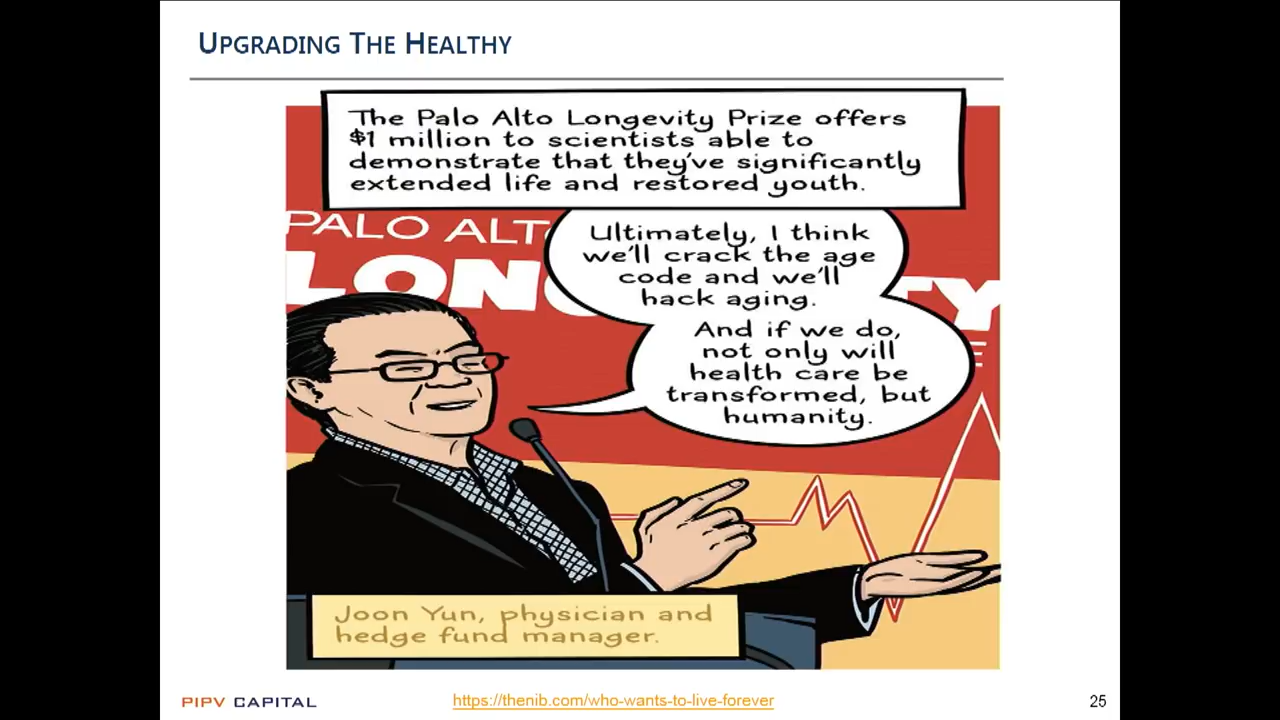 UPGRADING THE HEALTHY
The Palo Alto Longevity Prize offers
$1 million to scientists able to
demonstrate that they've significantly
extended life and restored youth.
PALO ALT
LONG
TY
E
Ultimately, I think
we'll crack the age
code and we'll
hack aging.
And if we do,
not only will
health care be
transformed, but
humanity.
Joon Yun, physician and
hedge fund manager.
PIPV CAPITAL
https://thenib.com/who-wants-to-live-forever
25